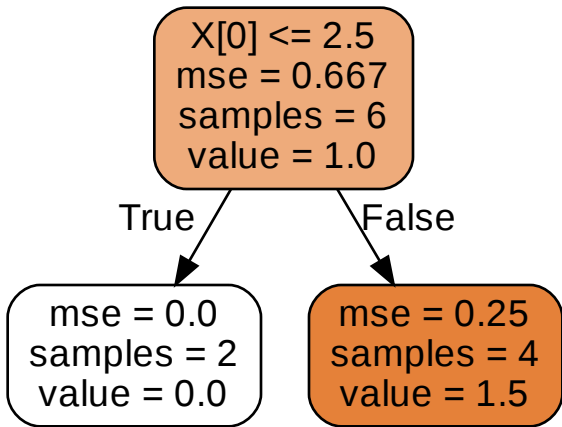 X[0] <= 2.5
mse = 0.667
samples = 6
value = 1.0
True
False
mse = 0.0
samples = 2
value = 0.0
mse = 0.25
samples = 4
value = 1.5